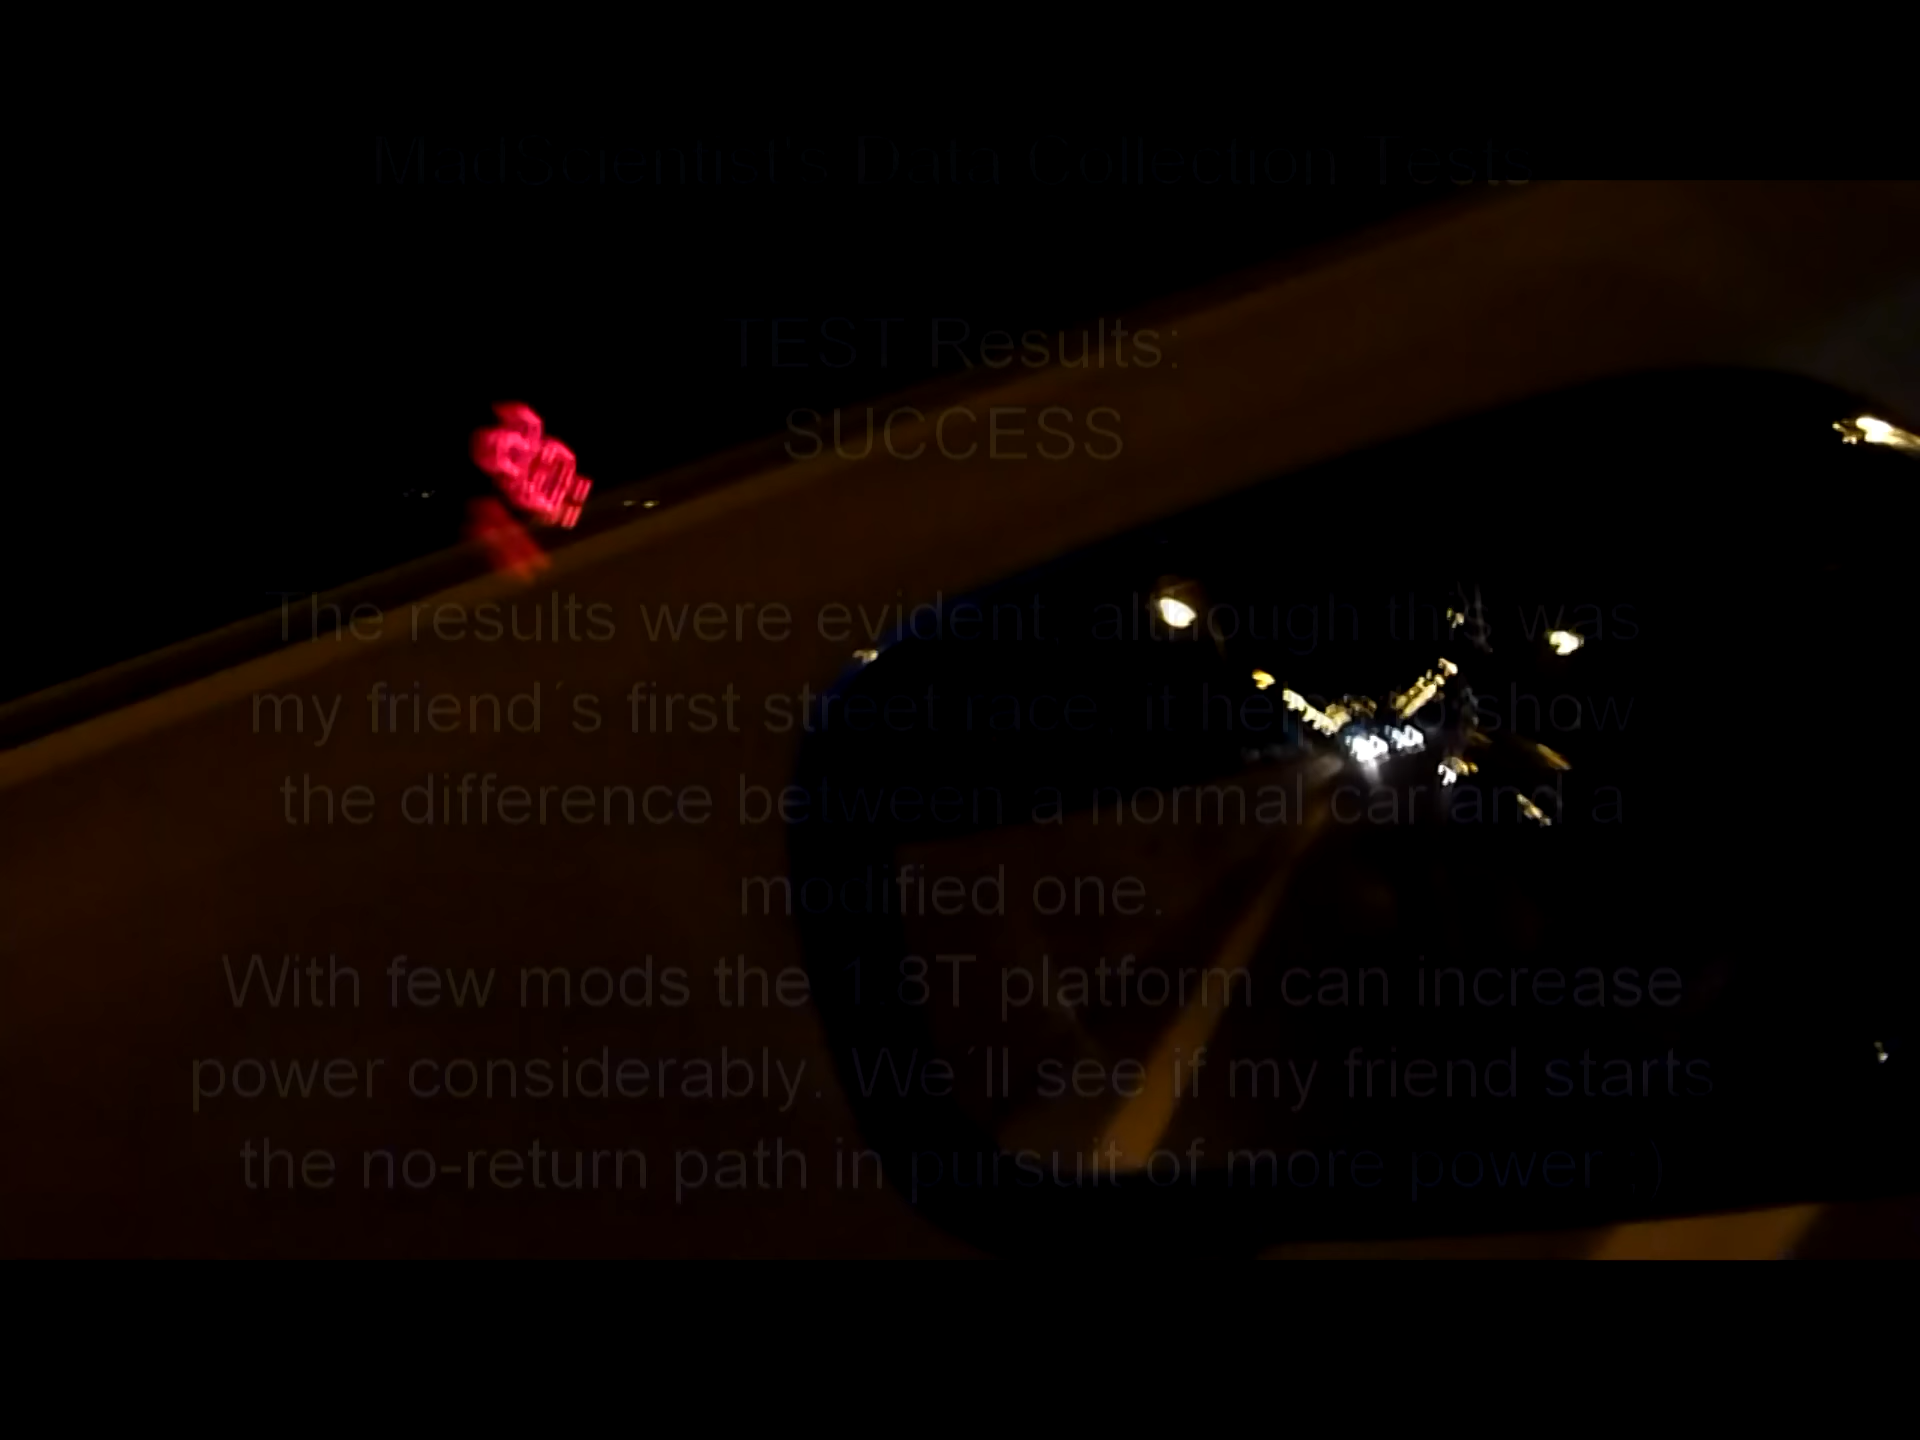 MadScientist's Data Collection Tests
TEST Results:
SUCCESS
The results were evident, although this was
my friend´s first street race, it helps to show
the difference between a normal car and a
modified one.
With few mods the 1.8T platform can increase
power considerably. We´ll see if my friend starts
the no-return path in pursuit of more power ;)